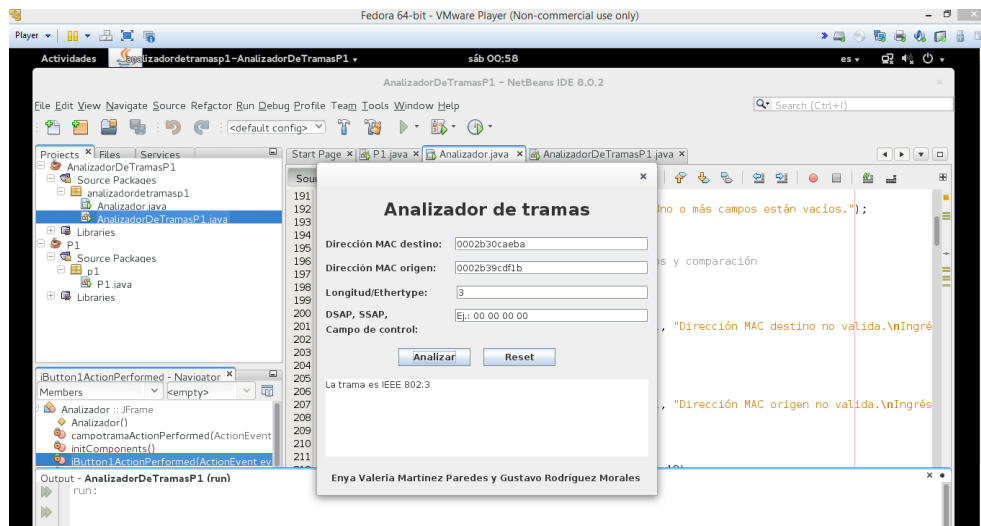 Fedora 64-bit - VMware Player (Non-commercial use only)
Player
Actividades
analizadordetramasp1-AnalizadorDeTramasP1
sáb 00:58
es
AnalizadorDeTramasP1 - NetBeans IDE 8.0.2
File Edit View Navigate Source Refactor Run Debug Profile Team Tools Window Help
Search (Ctrl+I)
<default config>
Projects Files Services
Start Page P1.java Analizador.java AnalizadorDeTramasP1.java
AnalizadorDeTramasP1
Source Packages
analizadordetramasp1
Analizador.java
AnalizadorDeTramasP1.java
Libraries
P1
Source Packages
p1
P1.java
Libraries
jButton1ActionPerformed - Navigator
Members <empty>
Analizador :: JFrame
Analizador()
campotramaActionPerformed(ActionEvent
initComponents()
jButton1ActionPerformed(ActionEvent ev
Sou
191
192
193
194
195
196
197
198
199
200
201
202
203
204
205
206
207
208
209
210
211
Uno o más campos están vacíos.");
s y comparación
, "Dirección MAC destino no valida.\nIngré
, "Dirección MAC origen no valida.\nIngrés
Analizador de tramas
Dirección MAC destino: 0002b30caeba
Dirección MAC origen: 0002b39cdf1b
Longitud/Ethertype: 3
DSAP, SSAP,
Campo de control:
Ej.: 00 00 00 00
Analizar Reset
La trama es IEEE 802.3
Enya Valeria Martínez Paredes y Gustavo Rodríguez Morales
Output - AnalizadorDeTramasP1 (run)
run: